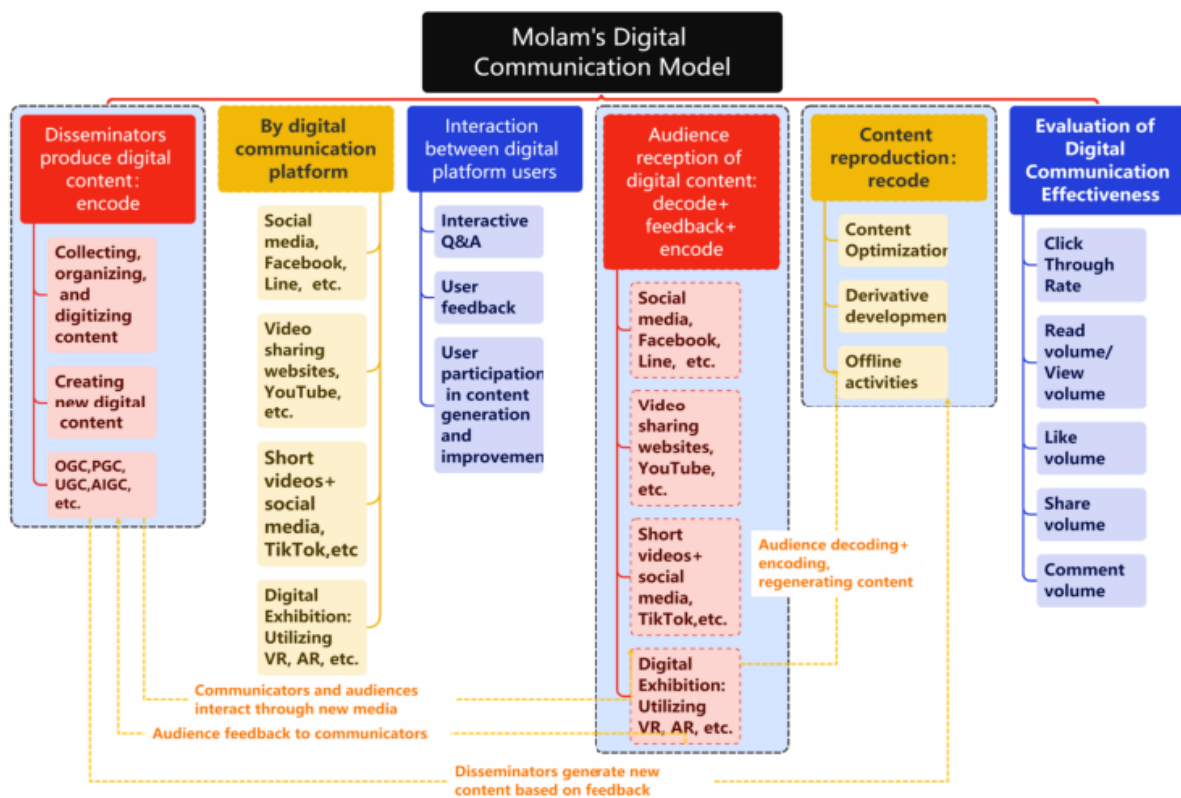 Molam's Digital
Communication Model
Disseminators
produce digital
content:
encode
Collecting,
organizing,
and
digitizing
content
Creating
new digital
content
OGC,PGC,
UGC,AIGC,
etc.
By digital
communication
platform
Social
media,
Facebook,
Line, etc.
Video
sharing
websites,
YouTube,
etc.
Short
videos+
social
media,
TikTok,etc
Digital
Exhibition:
Utilizing
VR, AR, etc.
Interaction
between digital
platform users
Interactive
Q&A
User
feedback
User
participation
in content
generation
and
improvemen
Audience
reception of
digital content:
decode+
feedback+
encode
Social
media,
Facebook,
Line, etc.
Video
sharing
websites,
YouTube,
etc.
Short
videos+
social
media,
TikTok,etc.
Digital
Exhibition:
Utilizing
VR, AR, etc.
Content
reproduction:
recode
Content
Optimization
Derivative
developmen
Offline
activities
Evaluation of
Digital
Communication
Effectiveness
Click
Through
Rate
Read
volume/
View
volume
Like
volume
Share
volume
Comment
volume
Audience decoding+
encoding,
regenerating content
Communicators and audiences
interact through new media
Audience feedback to communicators
Disseminators generate new
content based on feedback